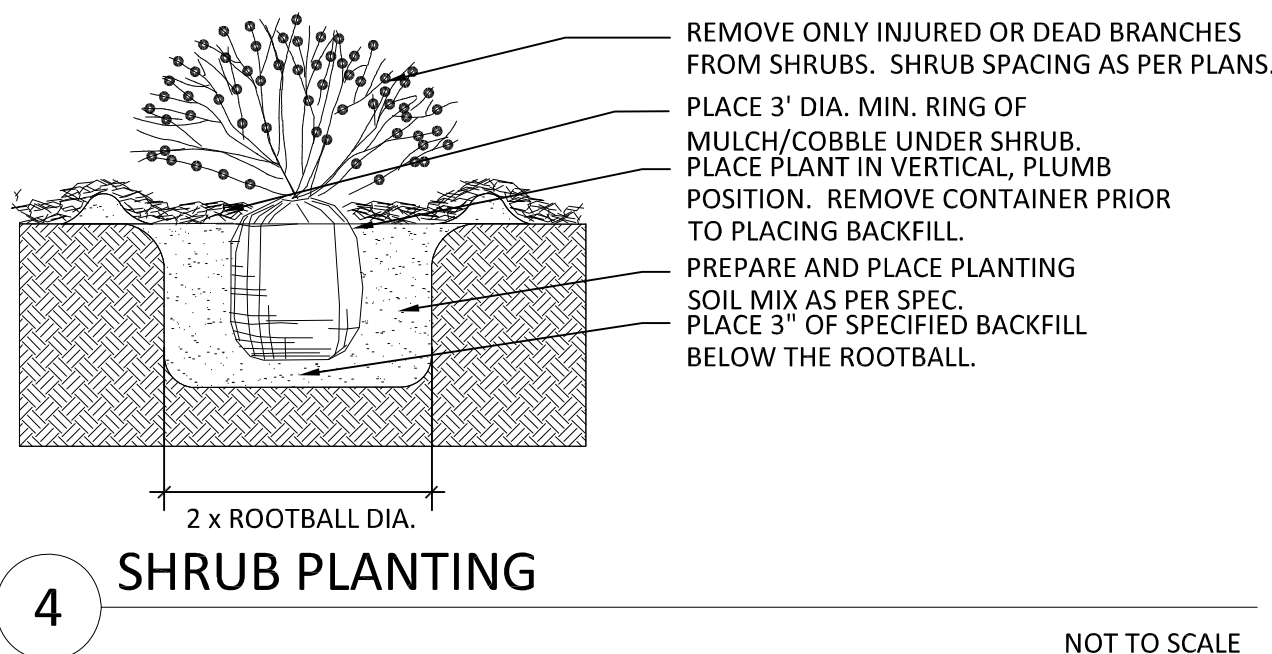 REMOVE ONLY INJURED OR DEAD BRANCHES
FROM SHRUBS. SHRUB SPACING AS PER PLANS.
PLACE 3' DIA. MIN. RING OF
MULCH/COBBLE UNDER SHRUB.
PLACE PLANT IN VERTICAL, PLUMB
POSITION. REMOVE CONTAINER PRIOR
TO PLACING BACKFILL.
PREPARE AND PLACE PLANTING
SOIL MIX AS PER SPEC.
PLACE 3" OF SPECIFIED BACKFILL
BELOW THE ROOTBALL.
2 x ROOTBALL DIA.
4
SHRUB PLANTING
NOT TO SCALE